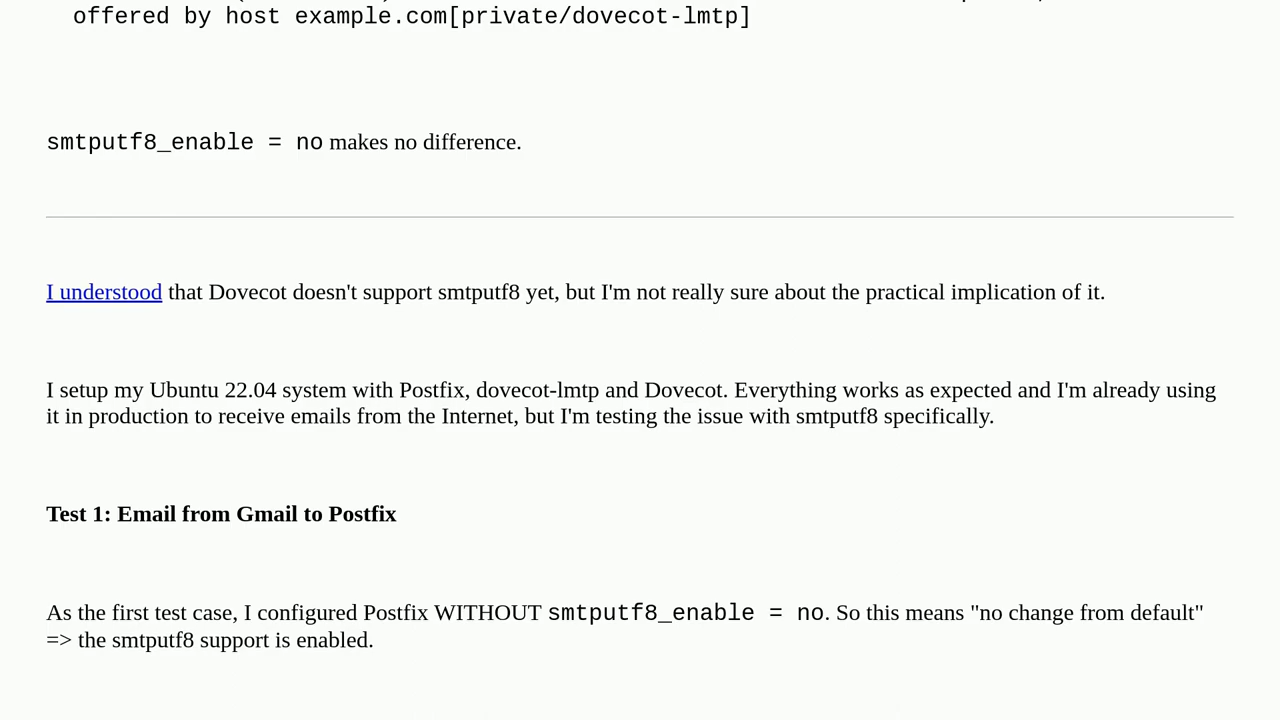 offered by host example.com[private/dovecot-lmtp]
smtputf8_enable = no makes no difference.
I understood that Dovecot doesn't support smtputf8 yet, but I'm not really sure about the practical implication of it.
I setup my Ubuntu 22.04 system with Postfix, dovecot-lmtp and Dovecot. Everything works as expected and I'm already using
it in production to receive emails from the Internet, but I'm testing the issue with smtputf8 specifically.
Test 1: Email from Gmail to Postfix
As the first test case, I configured Postfix WITHOUT smtputf8_enable = no. So this means "no change from default"
=> the smtputf8 support is enabled.